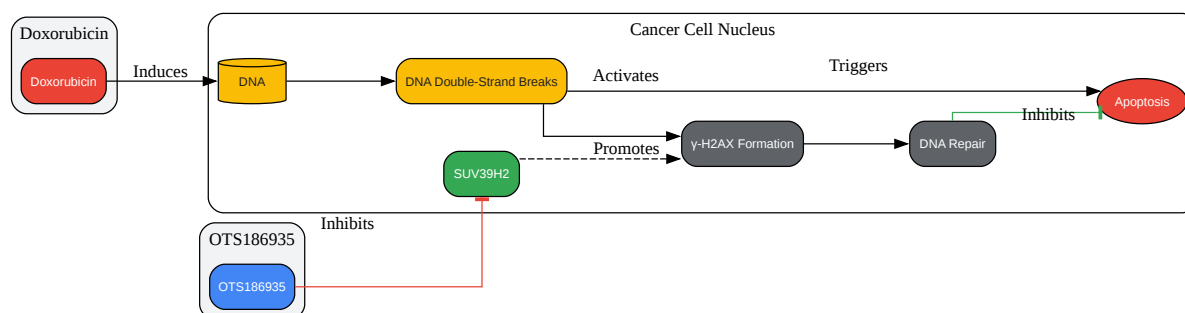 Doxorubicin
Doxorubicin
Induces
Cancer Cell Nucleus
DNA
DNA Double-Strand Breaks
Activates
Triggers
Apoptosis
Inhibits
Promotes
γ-H2AX Formation
DNA Repair
SUV39H2
Inhibits
OTS186935
OTS186935